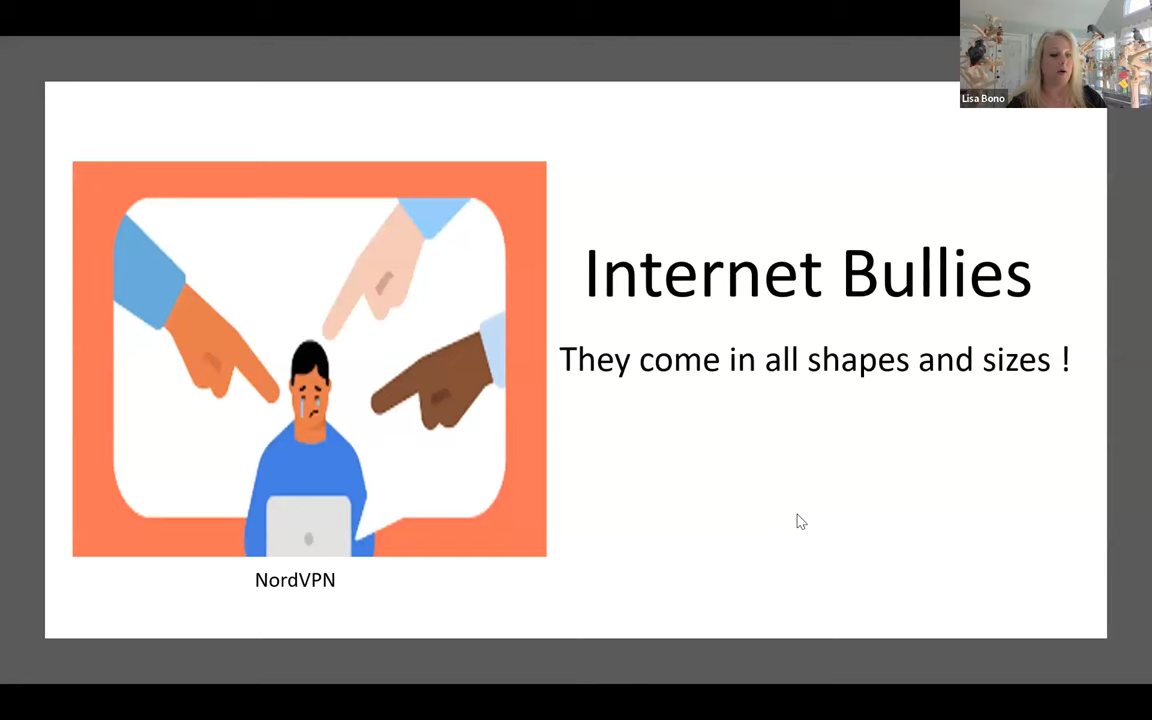 Lisa Bono
Internet Bullies
They come in all shapes and sizes !
NordVPN